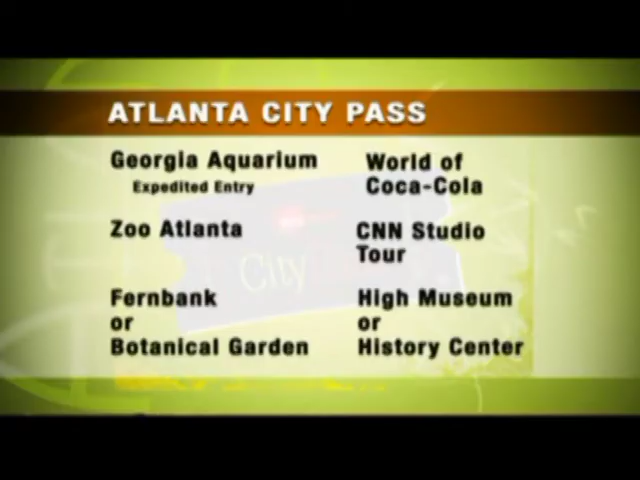 ATLANTA CITY PASS
Georgia Aquarium
Expedited Entry
World of
Coca-Cola
Zoo Atlanta
CNN Studio
Tour
Fernbank
or
Botanical Garden
High Museum
or
History Center
City